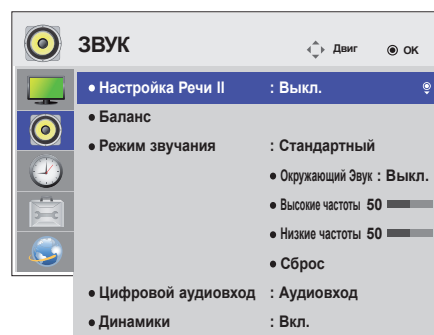 ЗВУК Двиг OK
• Настройка Речи II : Выкл.
• Баланс
• Режим звучания : Стандартный
• Окружающий Эвук : Выкл.
• Высокие частоты 50
• Низкие частоты 50
• Сброс
• Цифровой аудиовход : Аудиовход
• Динамики : Вкл.